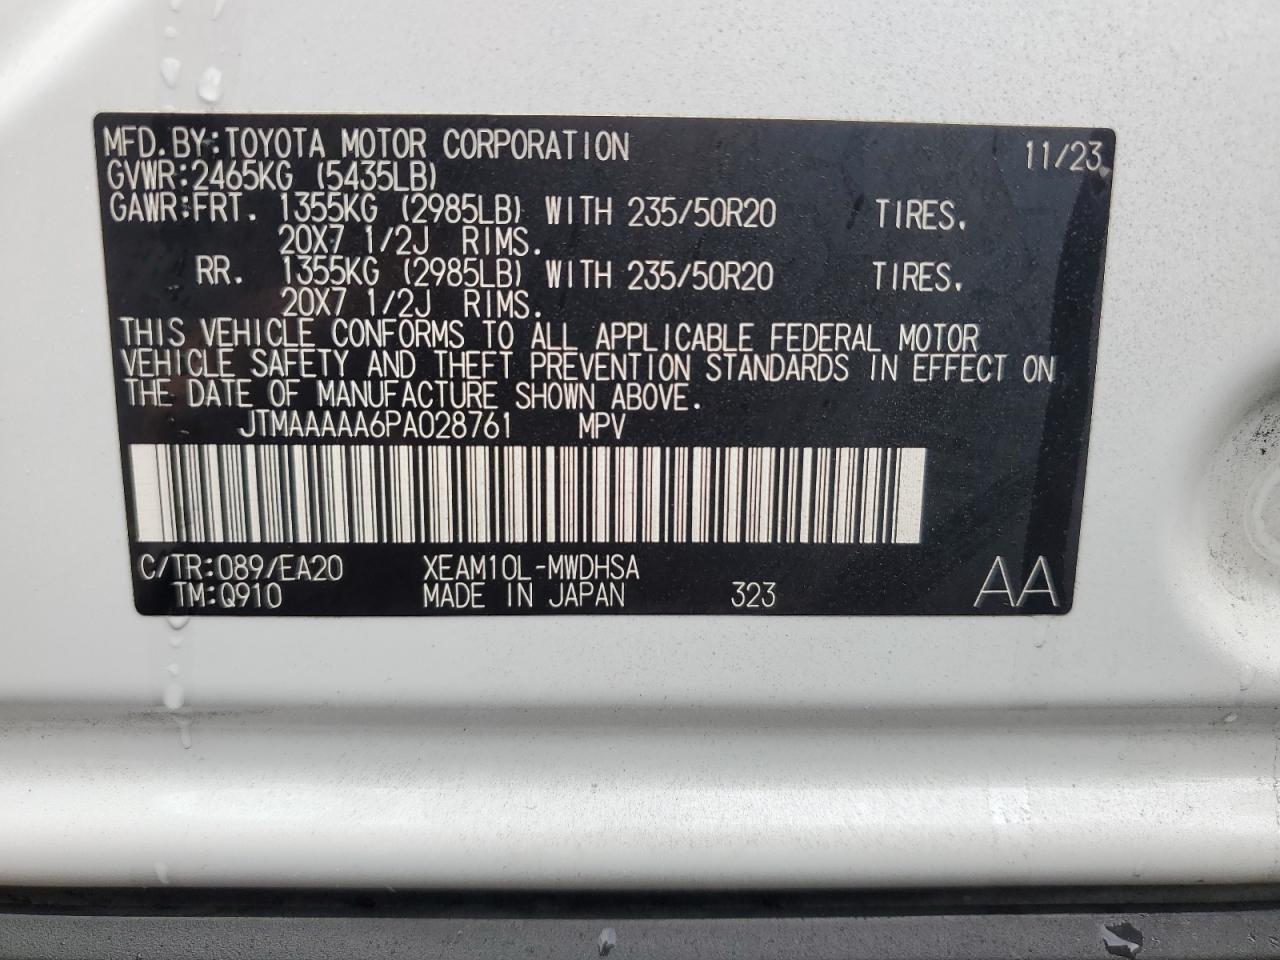 MFD.BY:TOYOTA MOTOR CORPORATION 11/23
GVWR:2465KG (5435LB)
GAWR:FRT. 1355KG (2985LB) WITH 235/50R20 TIRES.
20X7 1/2J RIMS.
RR. 1355KG (2985LB) WITH 235/50R20 TIRES.
20X7 1/2J RIMS.
THIS VEHICLE CONFORMS TO ALL APPLICABLE FEDERAL MOTOR
VEHICLE SAFETY AND THEFT PREVENTION STANDARDS IN EFFECT ON
THE DATE OF MANUFACTURE SHOWN ABOVE.
JTMAAAAA6PA028761 MPV
C/TR:089/EA20 XEAM10L-MWDHSA
TM:Q910 MADE IN JAPAN 323 AA